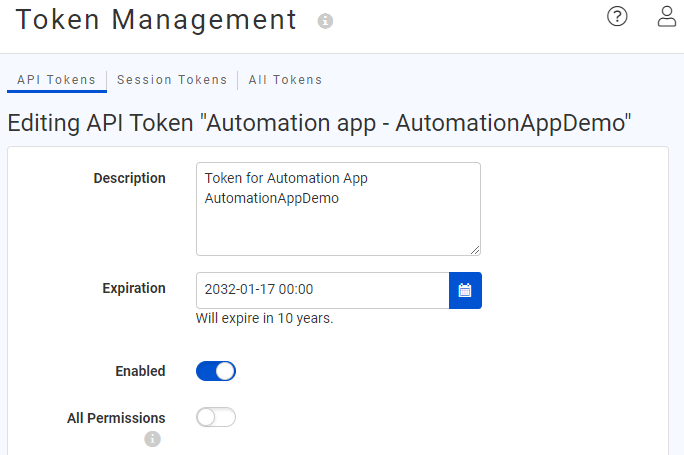 Token Management
API Tokens
Session Tokens
All Tokens
Editing API Token "Automation app - AutomationAppDemo"
Description
Token for Automation App
AutomationAppDemo
Expiration
2032-01-17 00:00
Will expire in 10 years.
Enabled
All Permissions